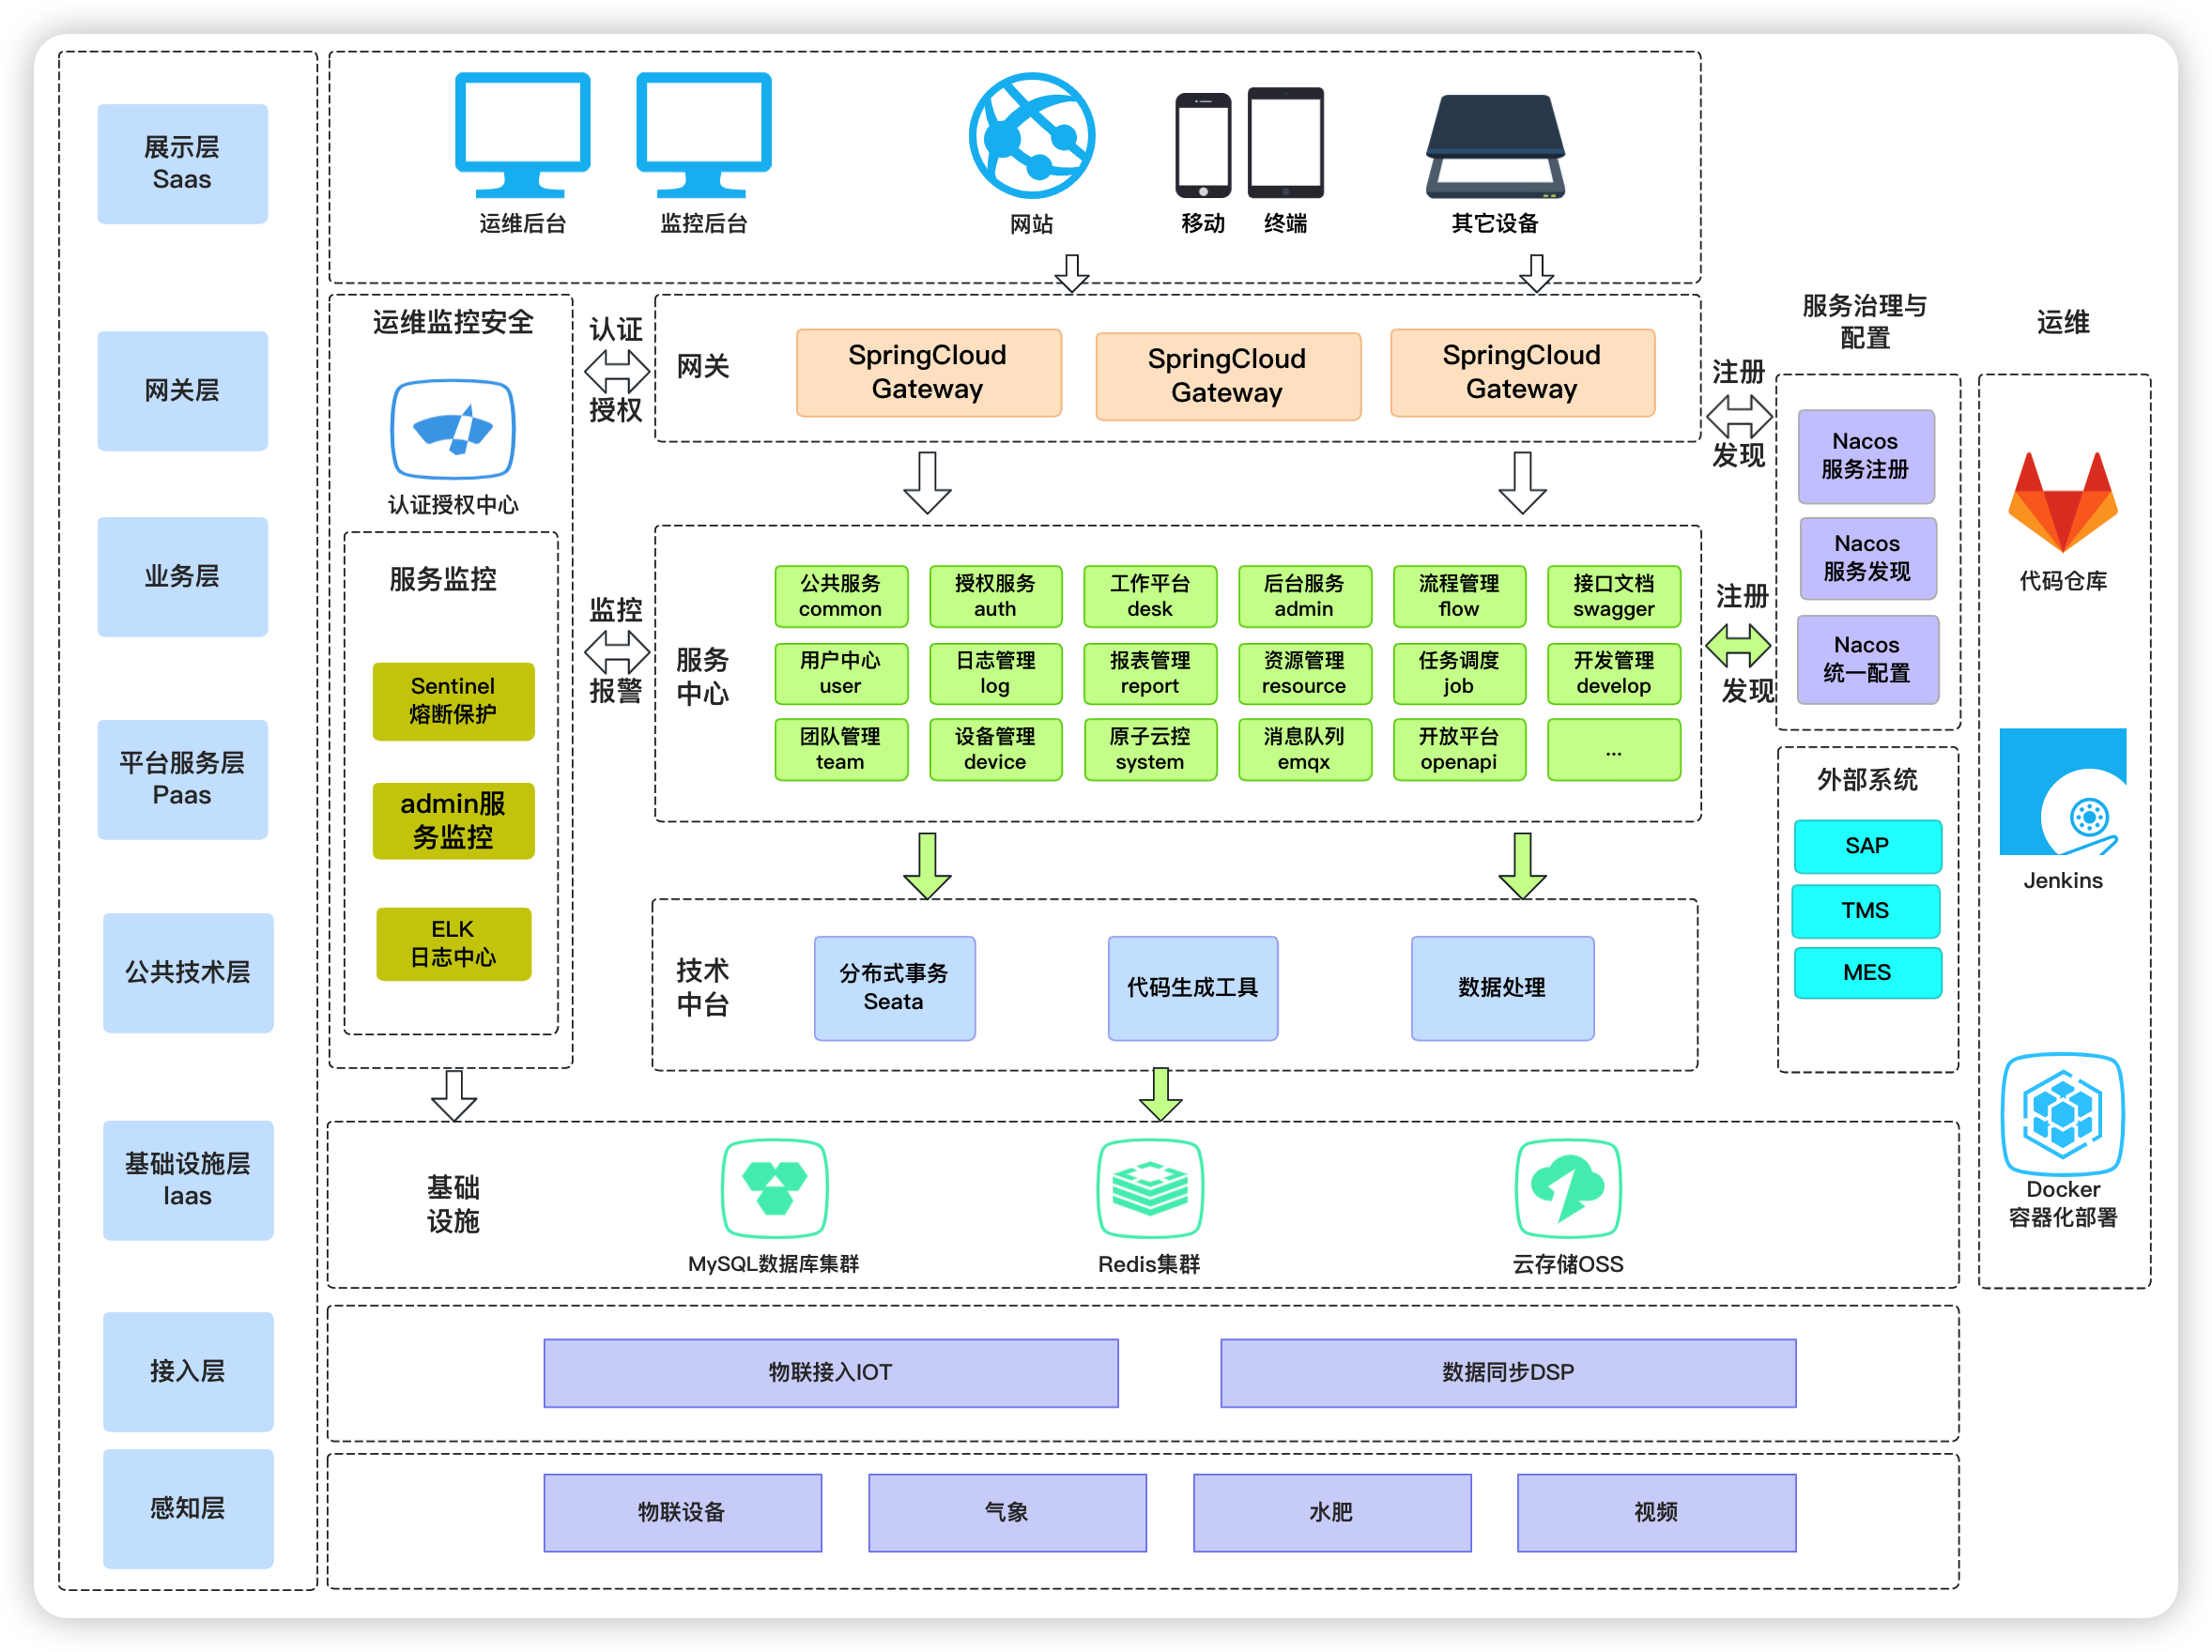 展示层
Saas
网关层
业务层
平台服务层
Paas
公共技术层
基础设施层
Iaas
接入层
感知层
运维后台
监控后台
网站
移动
终端
其它设备
运维监控安全
认证授权中心
服务监控
Sentinel
熔断保护
admin服
务监控
ELK
日志中心
认证
授权
监控
报警
网关
SpringCloud
Gateway
SpringCloud
Gateway
SpringCloud
Gateway
服务
中心
公共服务
common
授权服务
auth
工作平台
desk
后台服务
admin
流程管理
flow
接口文档
swagger
用户中心
user
日志管理
log
报表管理
report
资源管理
resource
任务调度
job
开发管理
develop
团队管理
team
设备管理
device
原子云控
system
消息队列
emqx
开放平台
openapi
...
技术
中台
分布式事务
Seata
代码生成工具
数据处理
注册
发现
注册
发现
服务治理与
配置
Nacos
服务注册
Nacos
服务发现
Nacos
统一配置
外部系统
SAP
TMS
MES
运维
代码仓库
Jenkins
Docker
容器化部署
基础
设施
MySQL数据库集群
Redis集群
云存储OSS
物联接入IOT
数据同步DSP
物联设备
气象
水肥
视频